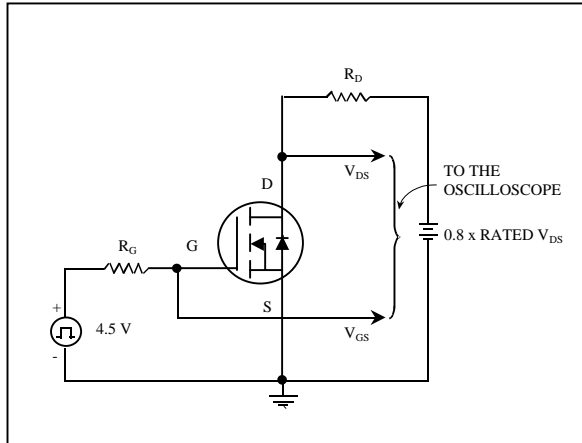 R_D
D
V_DS
TO THE
OSCILLOSCOPE
0.8 x RATED V_DS
R_G
G
S
+
4.5 V
-
V_GS